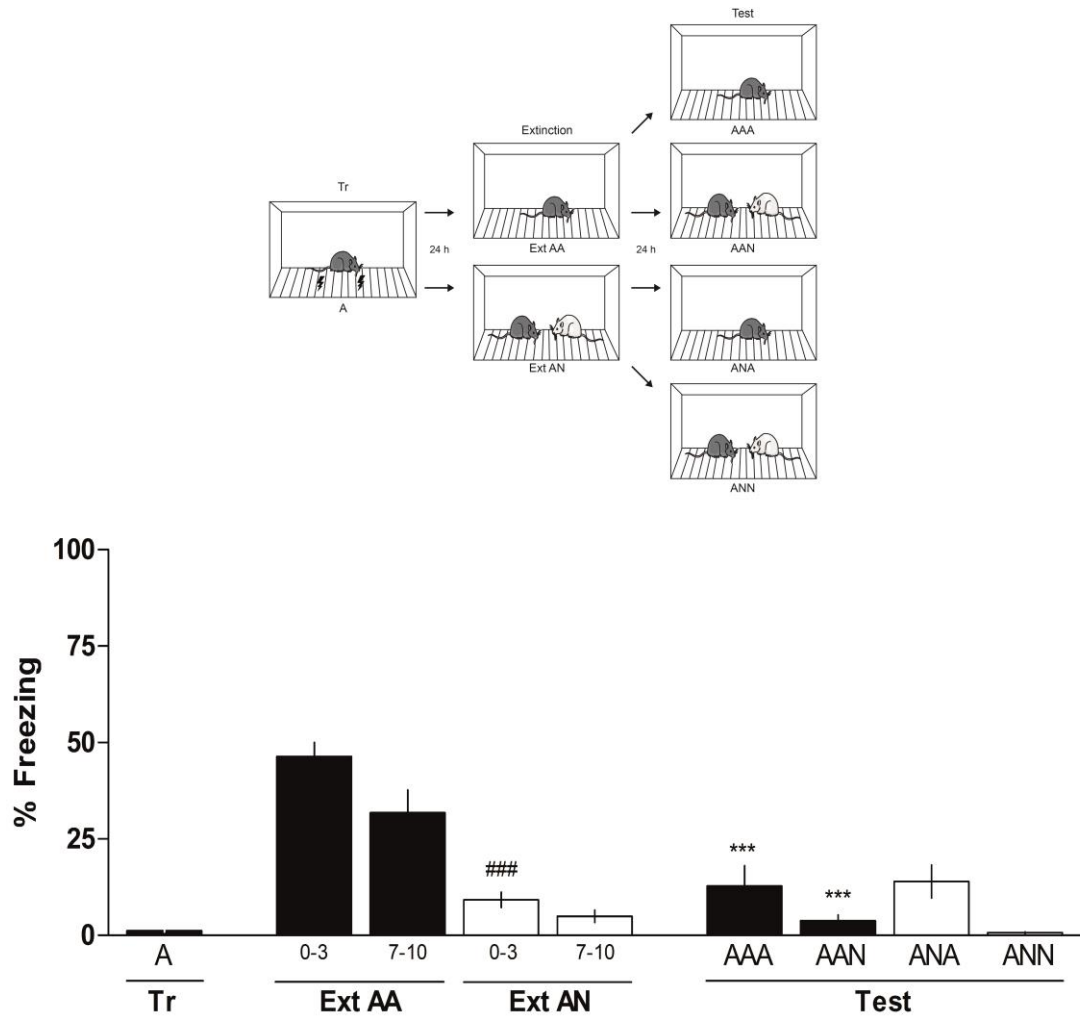 Test
AAA
Extinction
Tr
24 h
Ext AA
24 h
AAN
A
Ext AN
ANA
ANN
% Freezing
100
75
50
25
0
###
***
***
A
0-3
7-10
0-3
7-10
AAA
AAN
ANA
ANN
Tr
Ext AA
Ext AN
Test